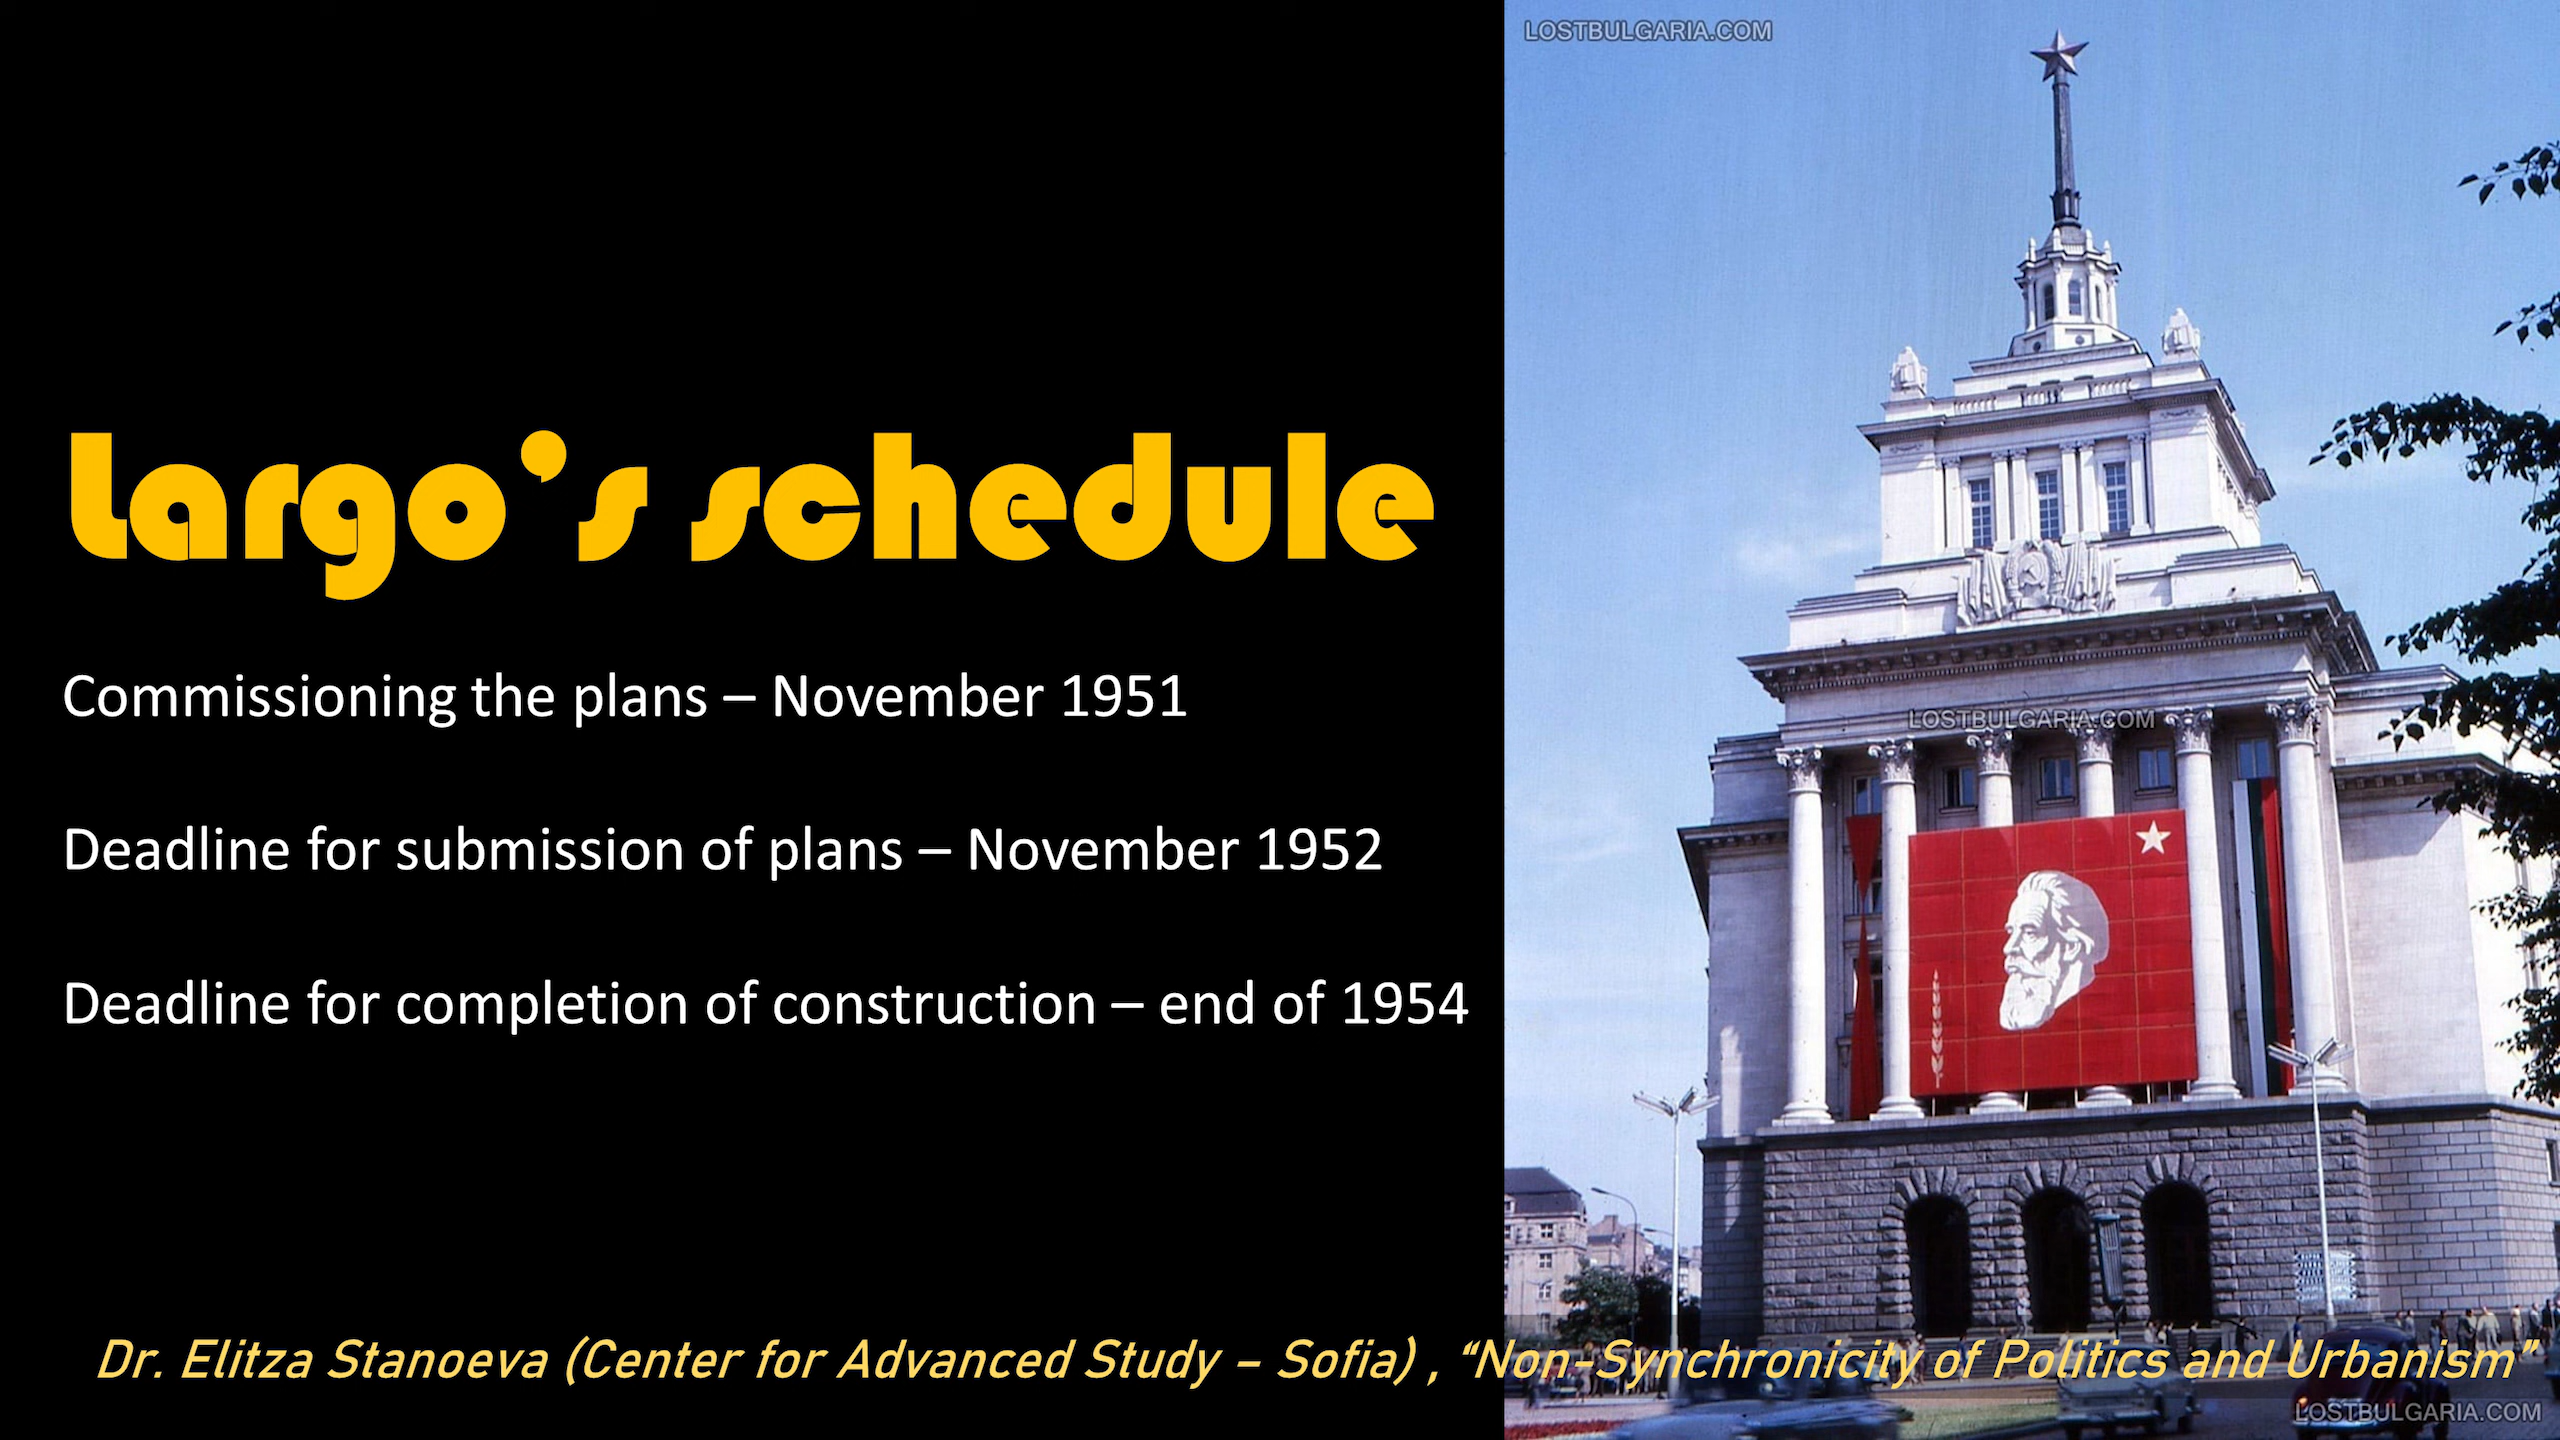 LOSTBULGARIA.COM
Largo’s schedule
Commissioning the plans – November 1951
LOSTBULGARIA.COM
Deadline for submission of plans – November 1952
Deadline for completion of construction – end of 1954
Dr. Elitza Stanoeva (Center for Advanced Study – Sofia) , “Non-Synchronicity of Politics and Urbanism”
LOSTBULGARIA.COM